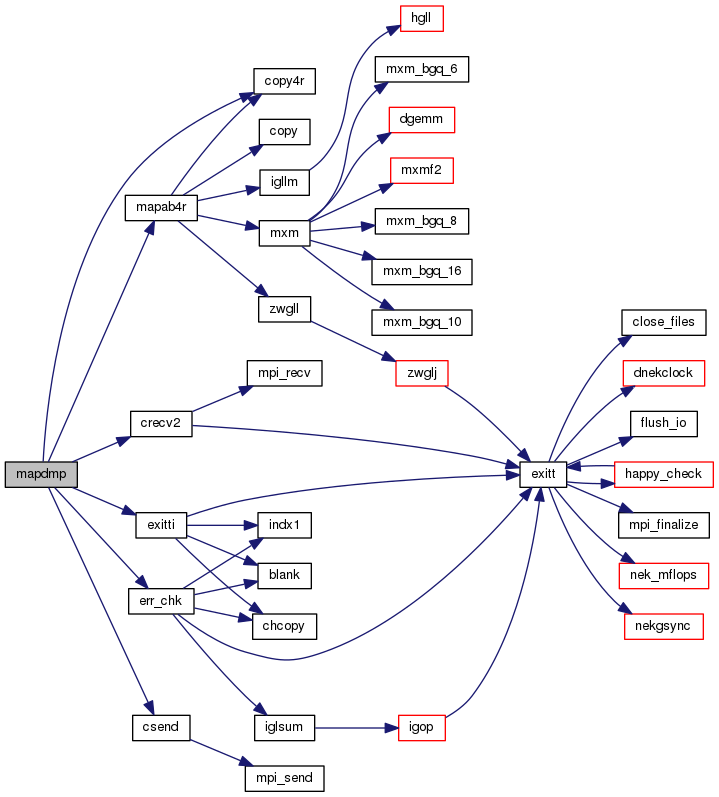 hgll
mxm_bgq_6
copy4r
dgemm
copy
mxmf2
igllm
mapab4r
mxm_bgq_8
mxm
mxm_bgq_16
zwgll
mxm_bgq_10
close_files
mpi_recv
zwglj
dnekclock
crecv2
flush_io
mapdmp
exitt
happy_check
exitti
indx1
mpi_finalize
blank
nek_mflops
err_chk
chcopy
nekgsync
csend
iglsum
igop
mpi_send